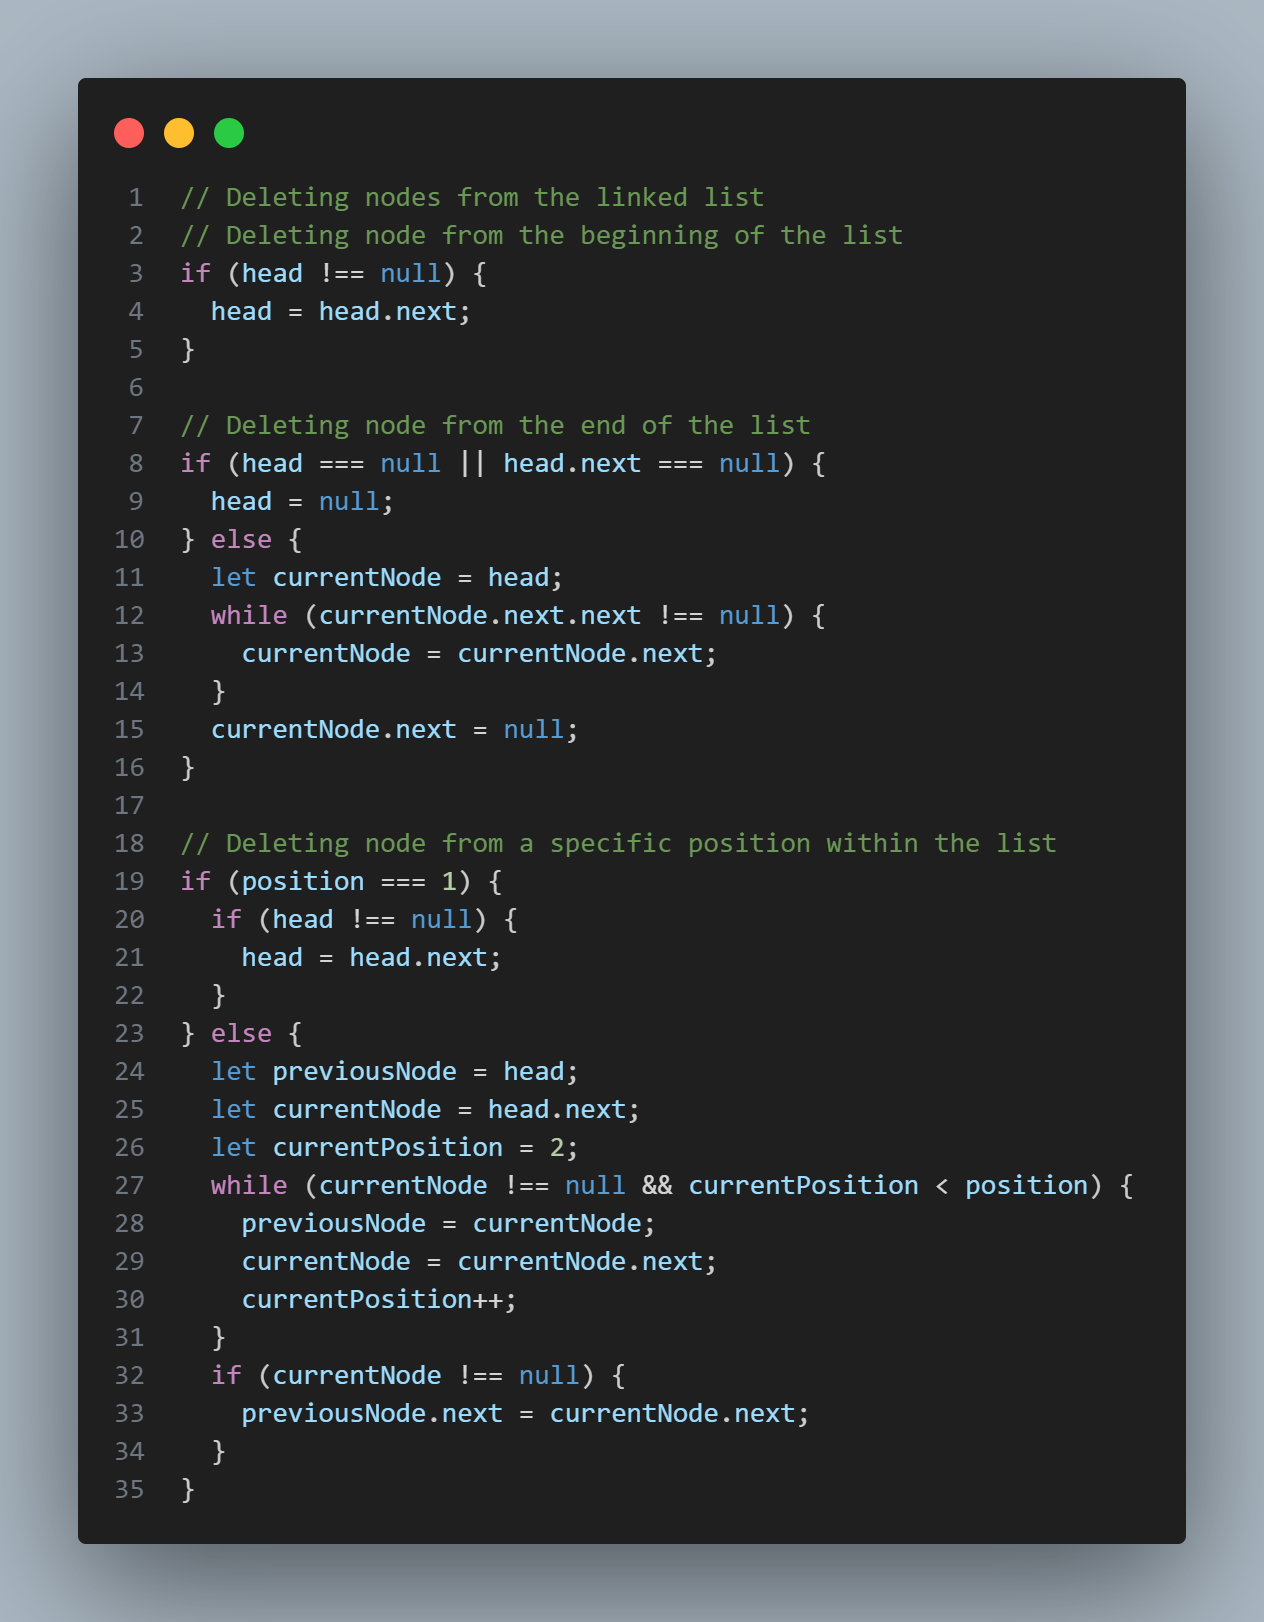 1 // Deleting nodes from the linked list
2 // Deleting node from the beginning of the list
3 if (head !== null) {
4   head = head.next;
5 }
6
7 // Deleting node from the end of the list
8 if (head === null || head.next === null) {
9   head = null;
10 } else {
11   let currentNode = head;
12   while (currentNode.next.next !== null) {
13     currentNode = currentNode.next;
14   }
15   currentNode.next = null;
16 }
17
18 // Deleting node from a specific position within the list
19 if (position === 1) {
20   if (head !== null) {
21     head = head.next;
22   }
23 } else {
24   let previousNode = head;
25   let currentNode = head.next;
26   let currentPosition = 2;
27   while (currentNode !== null && currentPosition < position) {
28     previousNode = currentNode;
29     currentNode = currentNode.next;
30     currentPosition++;
31   }
32   if (currentNode !== null) {
33     previousNode.next = currentNode.next;
34   }
35 }